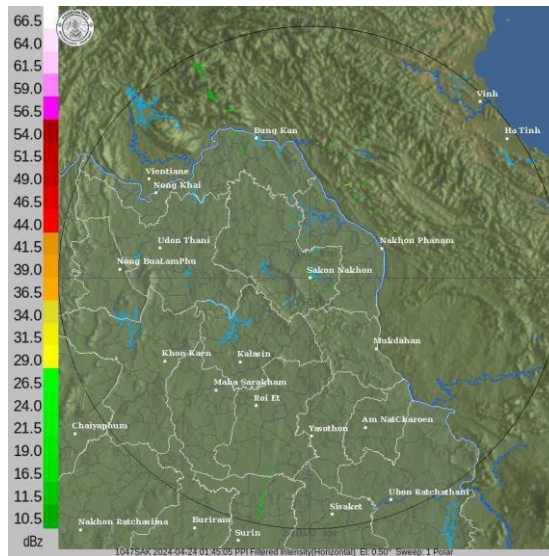 66.5
64.0
61.5
59.0
56.5
54.0
51.5
49.0
46.5
44.0
41.5
39.0
36.5
34.0
31.5
29.0
26.5
24.0
21.5
19.0
16.5
14.0
11.5
10.5
dBz
Vinh
Ha Tinh
Bung Kan
Vientiane
Nong Khai
Udon Thani
Nakhon Phanom
Nong BuaLamPhu
Sakon Nakhon
Mukdahan
Khon Kaen
Kalasin
Maha Sarakham
Roi Et
Chaiyaphum
Yasothon
Am NatCharoen
Ubon Ratchathani
Sisaket
Nakhon Ratchasima
Buriram
Surin
1047SAK 2024-04-24 01:45:05 PPI Filtered Intensity(Horizontal) El: 0.50° Sweep: 1 Polar